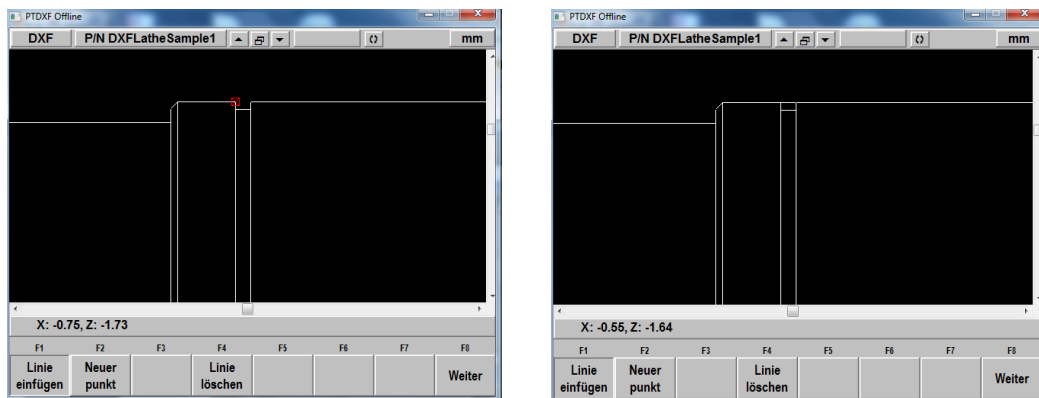 PTDXF Offline
DXF P/N DXFLatheSample1 mm
X: -0.75, Z: -1.73
F1 F2 F3 F4 F5 F6 F7 F8
Linie einfügen Neuer punkt Linie löschen Weiter
PTDXF Offline
DXF P/N DXFLatheSample1 mm
X: -0.55, Z: -1.64
F1 F2 F3 F4 F5 F6 F7 F8
Linie einfügen Neuer punkt Linie löschen Weiter